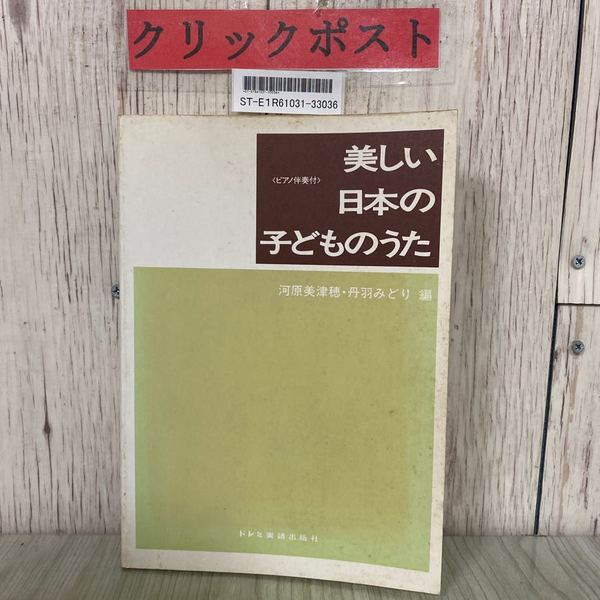 クリックポスト
ST-E1R61031-33036
美しい
〈ピアノ伴奏付〉
日本の
子どものうた
河原美津穂・丹羽みどり 編
ドレミ楽譜出版社